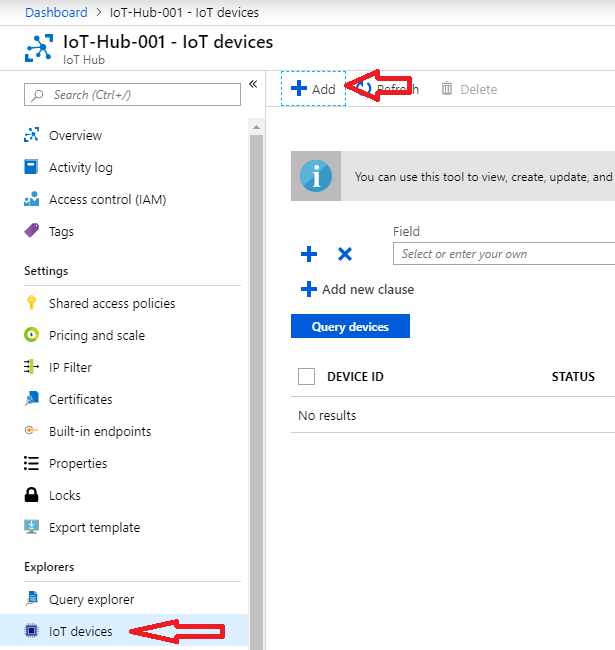 Dashboard > IoT-Hub-001 - IoT devices
IoT-Hub-001 - IoT devices
IoT Hub
«
Search (Ctrl+/)
Overview
Activity log
Access control (IAM)
Tags
Settings
Shared access policies
Pricing and scale
IP Filter
Certificates
Built-in endpoints
Properties
Locks
Export template
Explorers
Query explorer
IoT devices
Add Refresh Delete
You can use this tool to view, create, update, and
Field
Select or enter your own
Add new clause
Query devices
DEVICE ID STATUS
No results